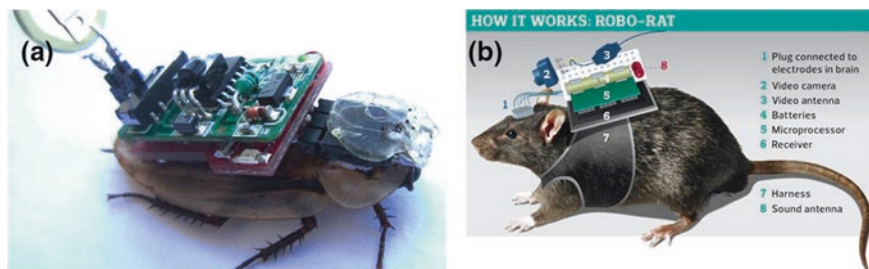 (a)
HOW IT WORKS: ROBO-RAT
(b)
1 Plug connected to
electrodes in brain
2 Video camera
3 Video antenna
4 Batteries
5 Microprocessor
6 Receiver
7 Harness
8 Sound antenna
1
2
3
4
5
6
7
8